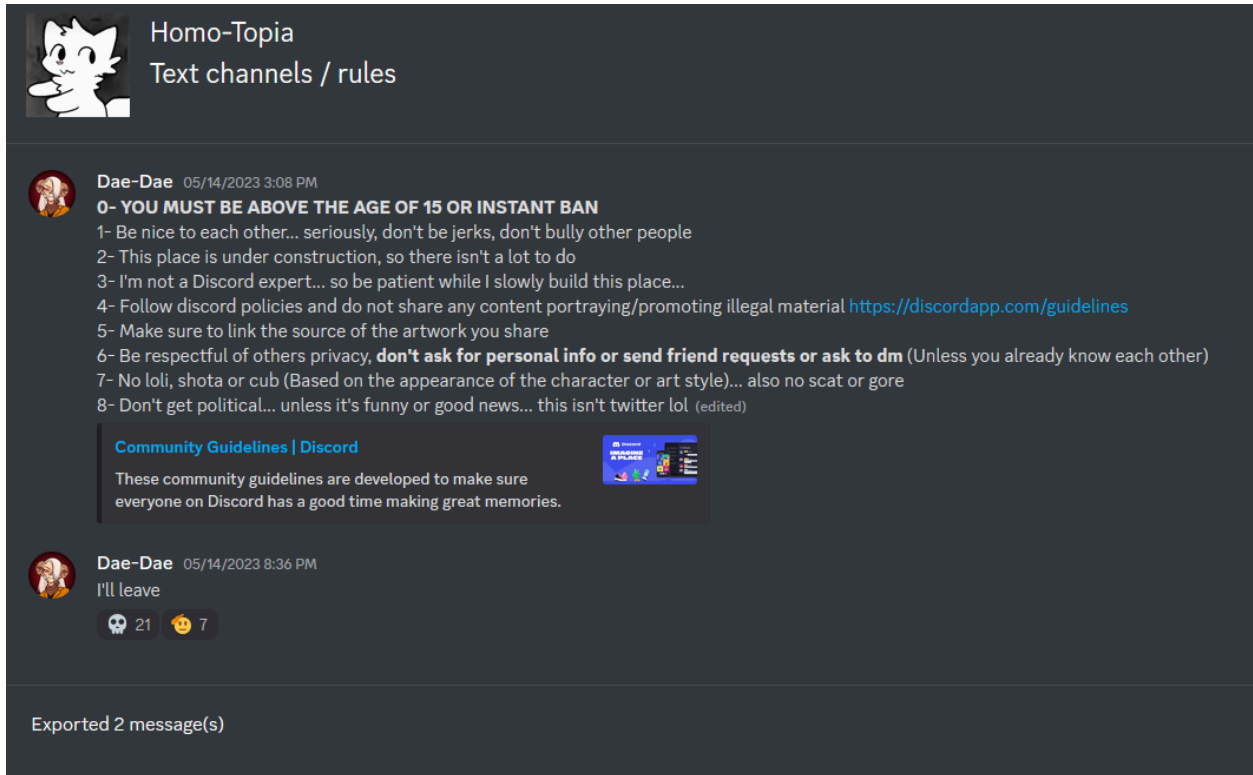 Homo-Topia
Text channels / rules
Dae-Dae 05/14/2023 3:08 PM
0- YOU MUST BE ABOVE THE AGE OF 15 OR INSTANT BAN
1- Be nice to each other... seriously, don't be jerks, don't bully other people
2- This place is under construction, so there isn't a lot to do
3- I'm not a Discord expert... so be patient while I slowly build this place...
4- Follow discord policies and do not share any content portraying/promoting illegal material https://discordapp.com/guidelines
5- Make sure to link the source of the artwork you share
6- Be respectful of others privacy, don't ask for personal info or send friend requests or ask to dm (Unless you already know each other)
7- No loli, shota or cub (Based on the appearance of the character or art style)... also no scat or gore
8- Don't get political... unless it's funny or good news... this isn't twitter lol (edited)
Community Guidelines | Discord
Discord
IMAGINE
A PLACE
These community guidelines are developed to make sure
everyone on Discord has a good time making great memories.
Dae-Dae 05/14/2023 8:36 PM
I'll leave
💀 21 🫡 7
Exported 2 message(s)